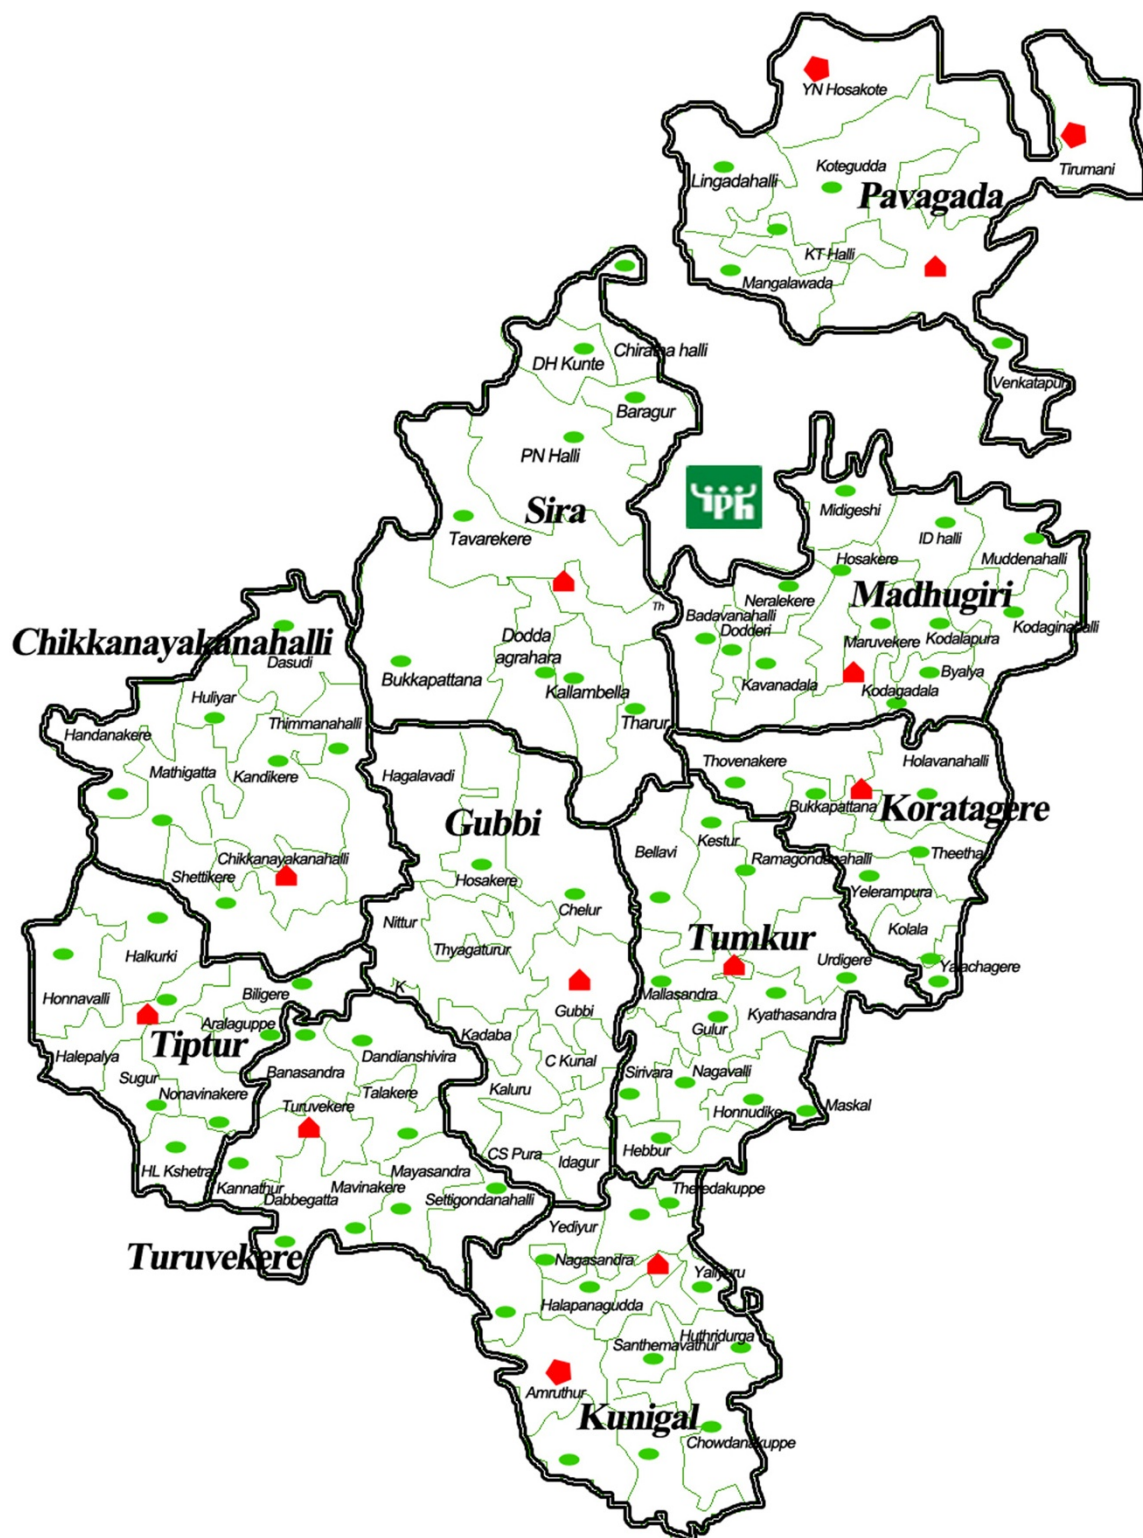 YN Hosakote
Tirumani
Kotegudda
Lingadahalli
Pavagada
KT Halli
Mangalawada
Chiratha halli
DH Kunte
Venkatapur
Baragur
PN Halli
iph
Sira
Tavarekere
Midigeshi
ID halli
Muddenahalli
Hosakere
Neralekere
Madhugiri
Th
Badavanahalli
Dodderi
Maruvekere
Kodalapura
Kodaginahalli
Chikkanayakanahalli
Dasudi
Dodda
agrahara
Bukkapattana
Kallambella
Kavanadala
Byalya
Kodagadala
Huliyar
Thimmanahalli
Tharur
Handanakere
Mathigatta
Kandikere
Hagalavadi
Thovenakere
Holavanahalli
Bukkapattana
Koratagere
Gubbi
Kestur
Bellavi
Ramagondanahalli
Theetha
Chikkanayakanahalli
Shettikere
Hosakere
Yelerampura
Chelur
Nittur
Kolala
Thyagaturur
Tumkur
Halkurki
Urdigere
Yalachagere
Honnavalli
Biligere
K
Mallasandra
Gubbi
Kyathasandra
Aralaguppe
Gulur
Kadaba
Tiptur
Halepalya
Dandianshivira
C Kunal
Sugur
Banasandra
Sirivara
Nagavalli
Nonavinakere
Talakere
Kaluru
Turuvekere
Honnudike
Maskal
Hebbur
CS Pura
Idagur
HL Kshetra
Mayasandra
Kannathur
Mavinakere
Dabbegatta
Settigondanahalli
Theredakuppe
Yediyur
Turuvekere
Nagasandra
Yaliyuru
Halapanagudda
Huthridurga
Santhemavathur
Amruthur
Kunigal
Chowdanakuppe